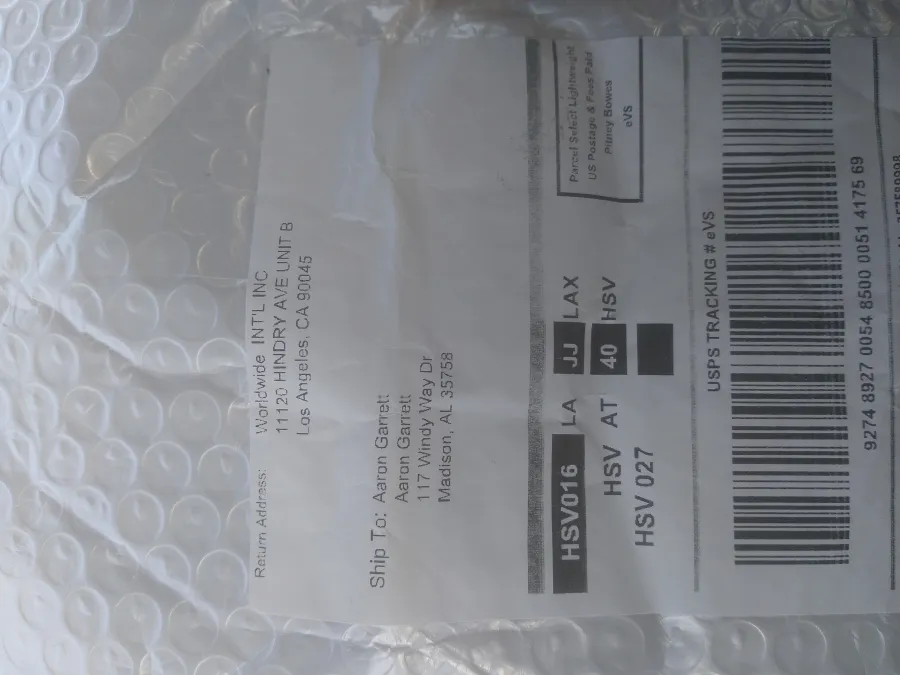 Return Address: Worldwide INT'L INC
11120 HINDRY AVE UNIT B
Los Angeles, CA 90045
Ship To: Aaron Garrett
Aaron Garrett
117 Windy Way Dr
Madison, AL 35758
Parcel Select Lightweight
US Postage & Fees Paid
Pitney Bowes
eVS
HSV016 LA JJ LAX
HSV AT 40 HSV
HSV 027
USPS TRACKING # eVS
9274 8927 0054 8500 0051 4175 69